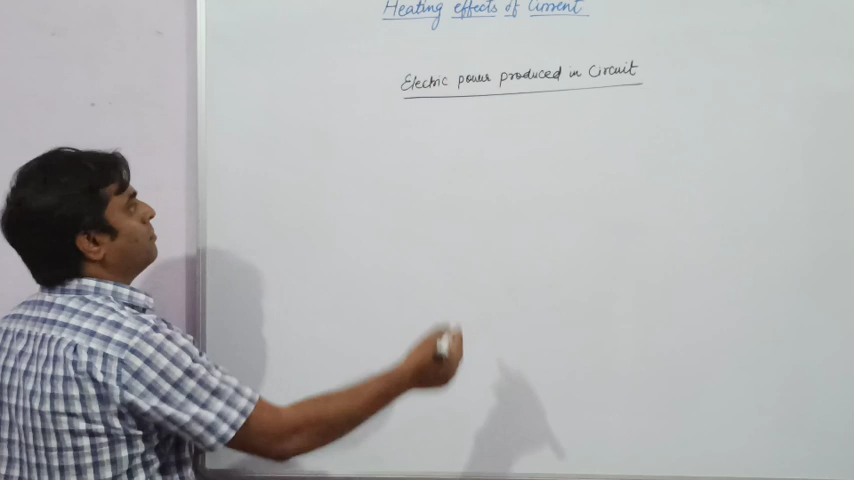 Heating effects of Current
Electric power produced in Circuit